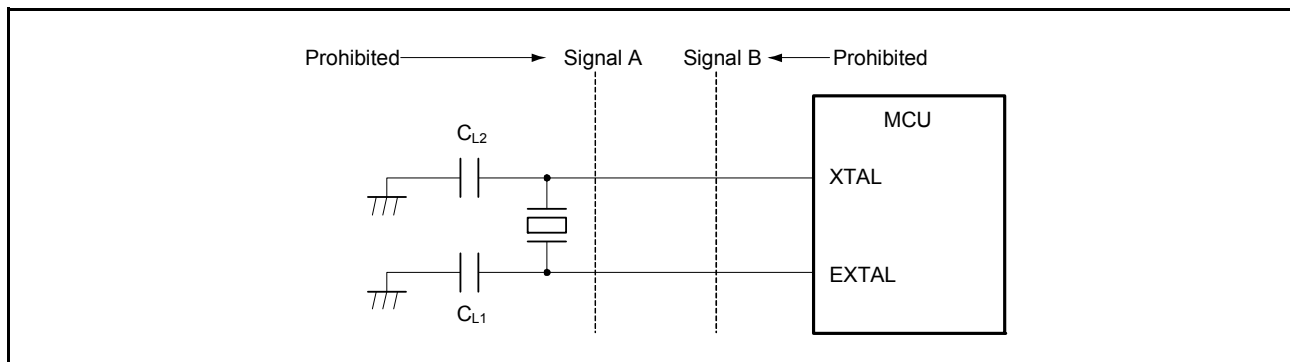 Prohibited Signal A Signal B Prohibited
MCU
CL2
XTAL
EXTAL
CL1